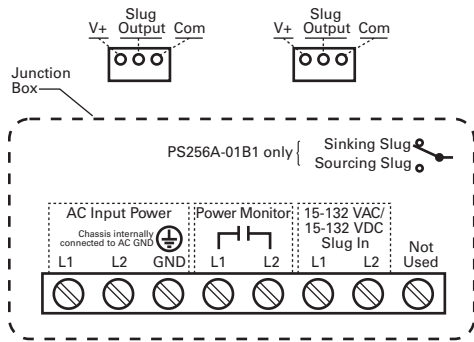 Slug
V+ Output Com
Slug
V+ Output Com
Junction
Box
PS256A-01B1 only {
Sinking Slug
Sourcing Slug
AC Input Power
Chassis internally
connected to AC GND
L1 L2 GND
Power Monitor
L1 L2
15-132 VAC/
15-132 VDC
Slug In
L1 L2
Not
Used